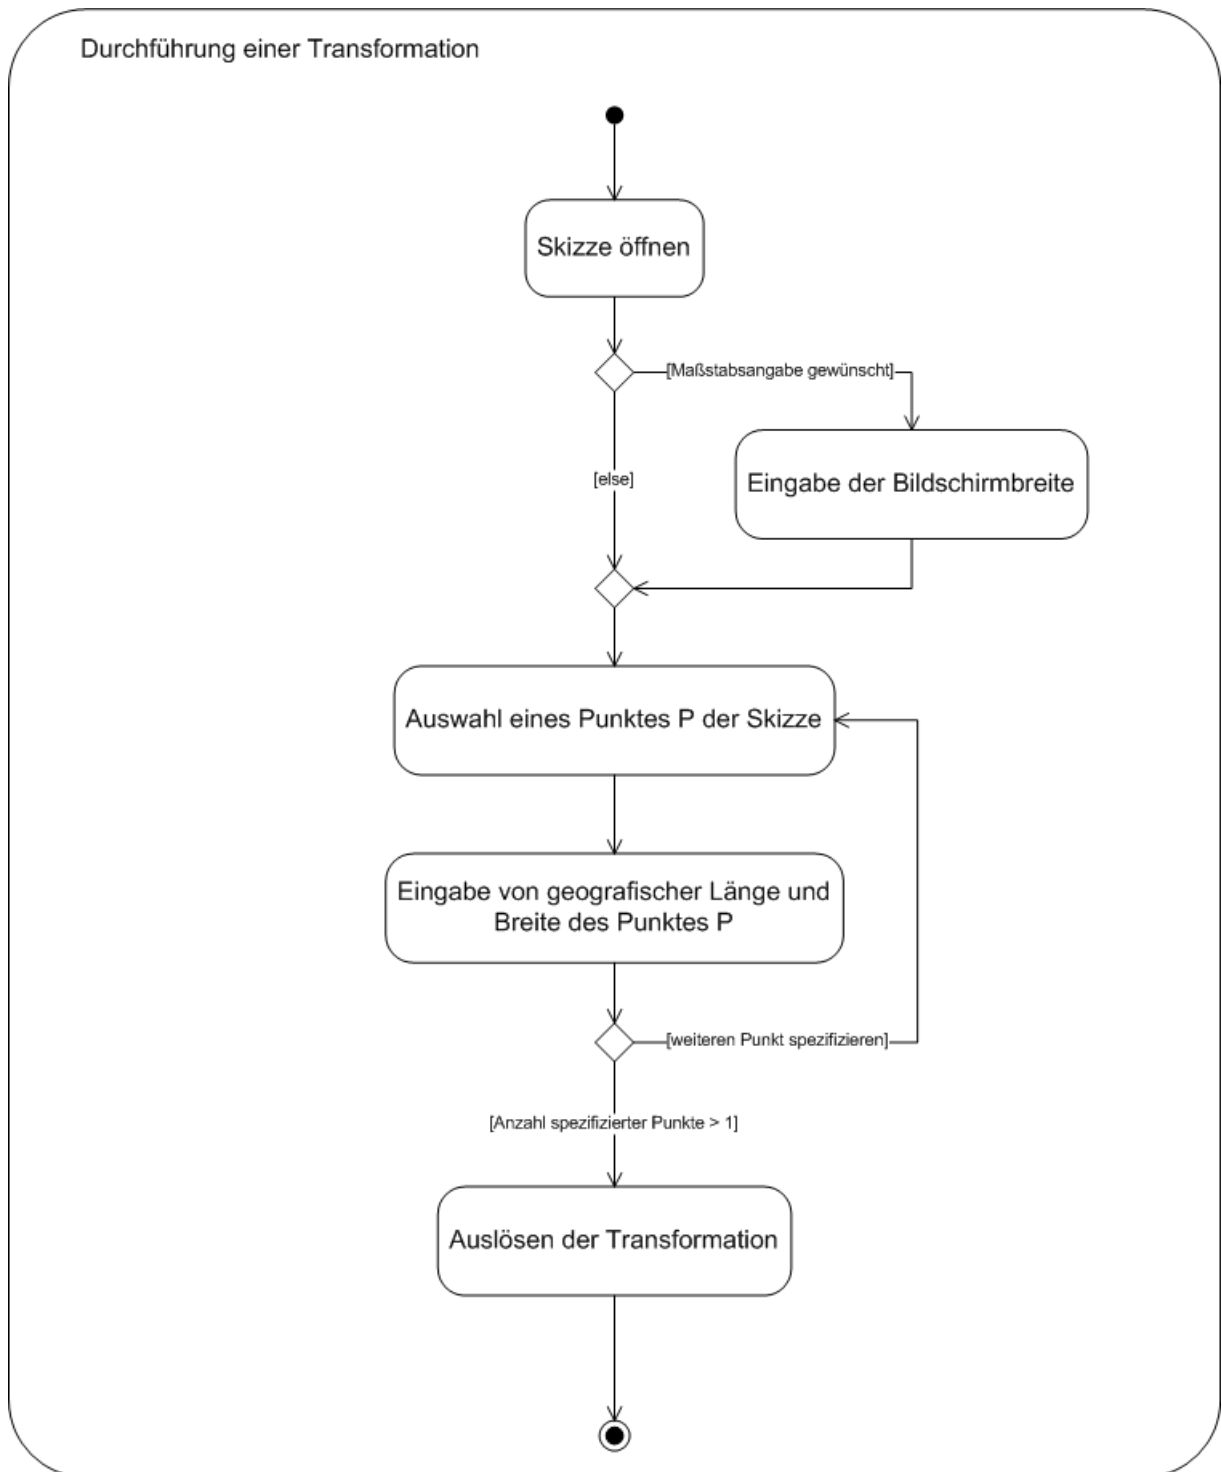 Durchführung einer Transformation
Skizze öffnen
[Maßstabsangabe gewünscht]
[else]
Eingabe der Bildschirmbreite
Auswahl eines Punktes P der Skizze
Eingabe von geografischer Länge und
Breite des Punktes P
[weiteren Punkt spezifizieren]
[Anzahl spezifizierter Punkte > 1]
Auslösen der Transformation